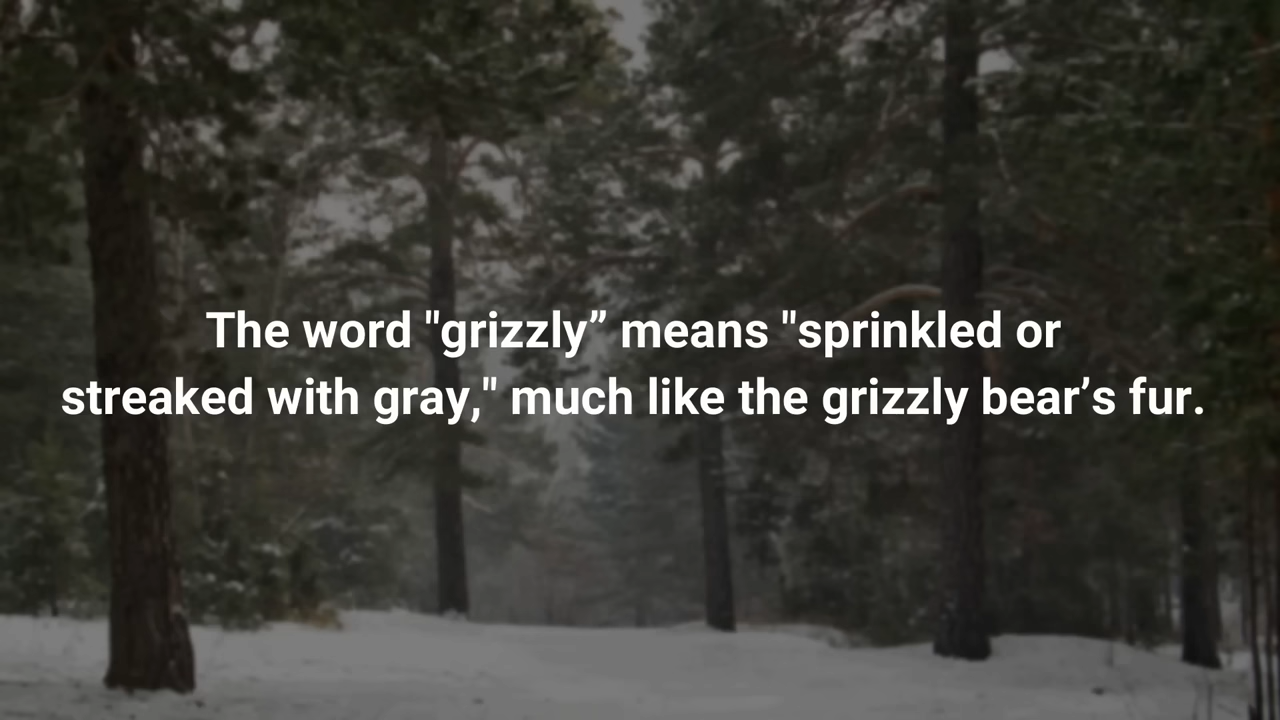 The word "grizzly” means "sprinkled or
streaked with gray," much like the grizzly bear’s fur.